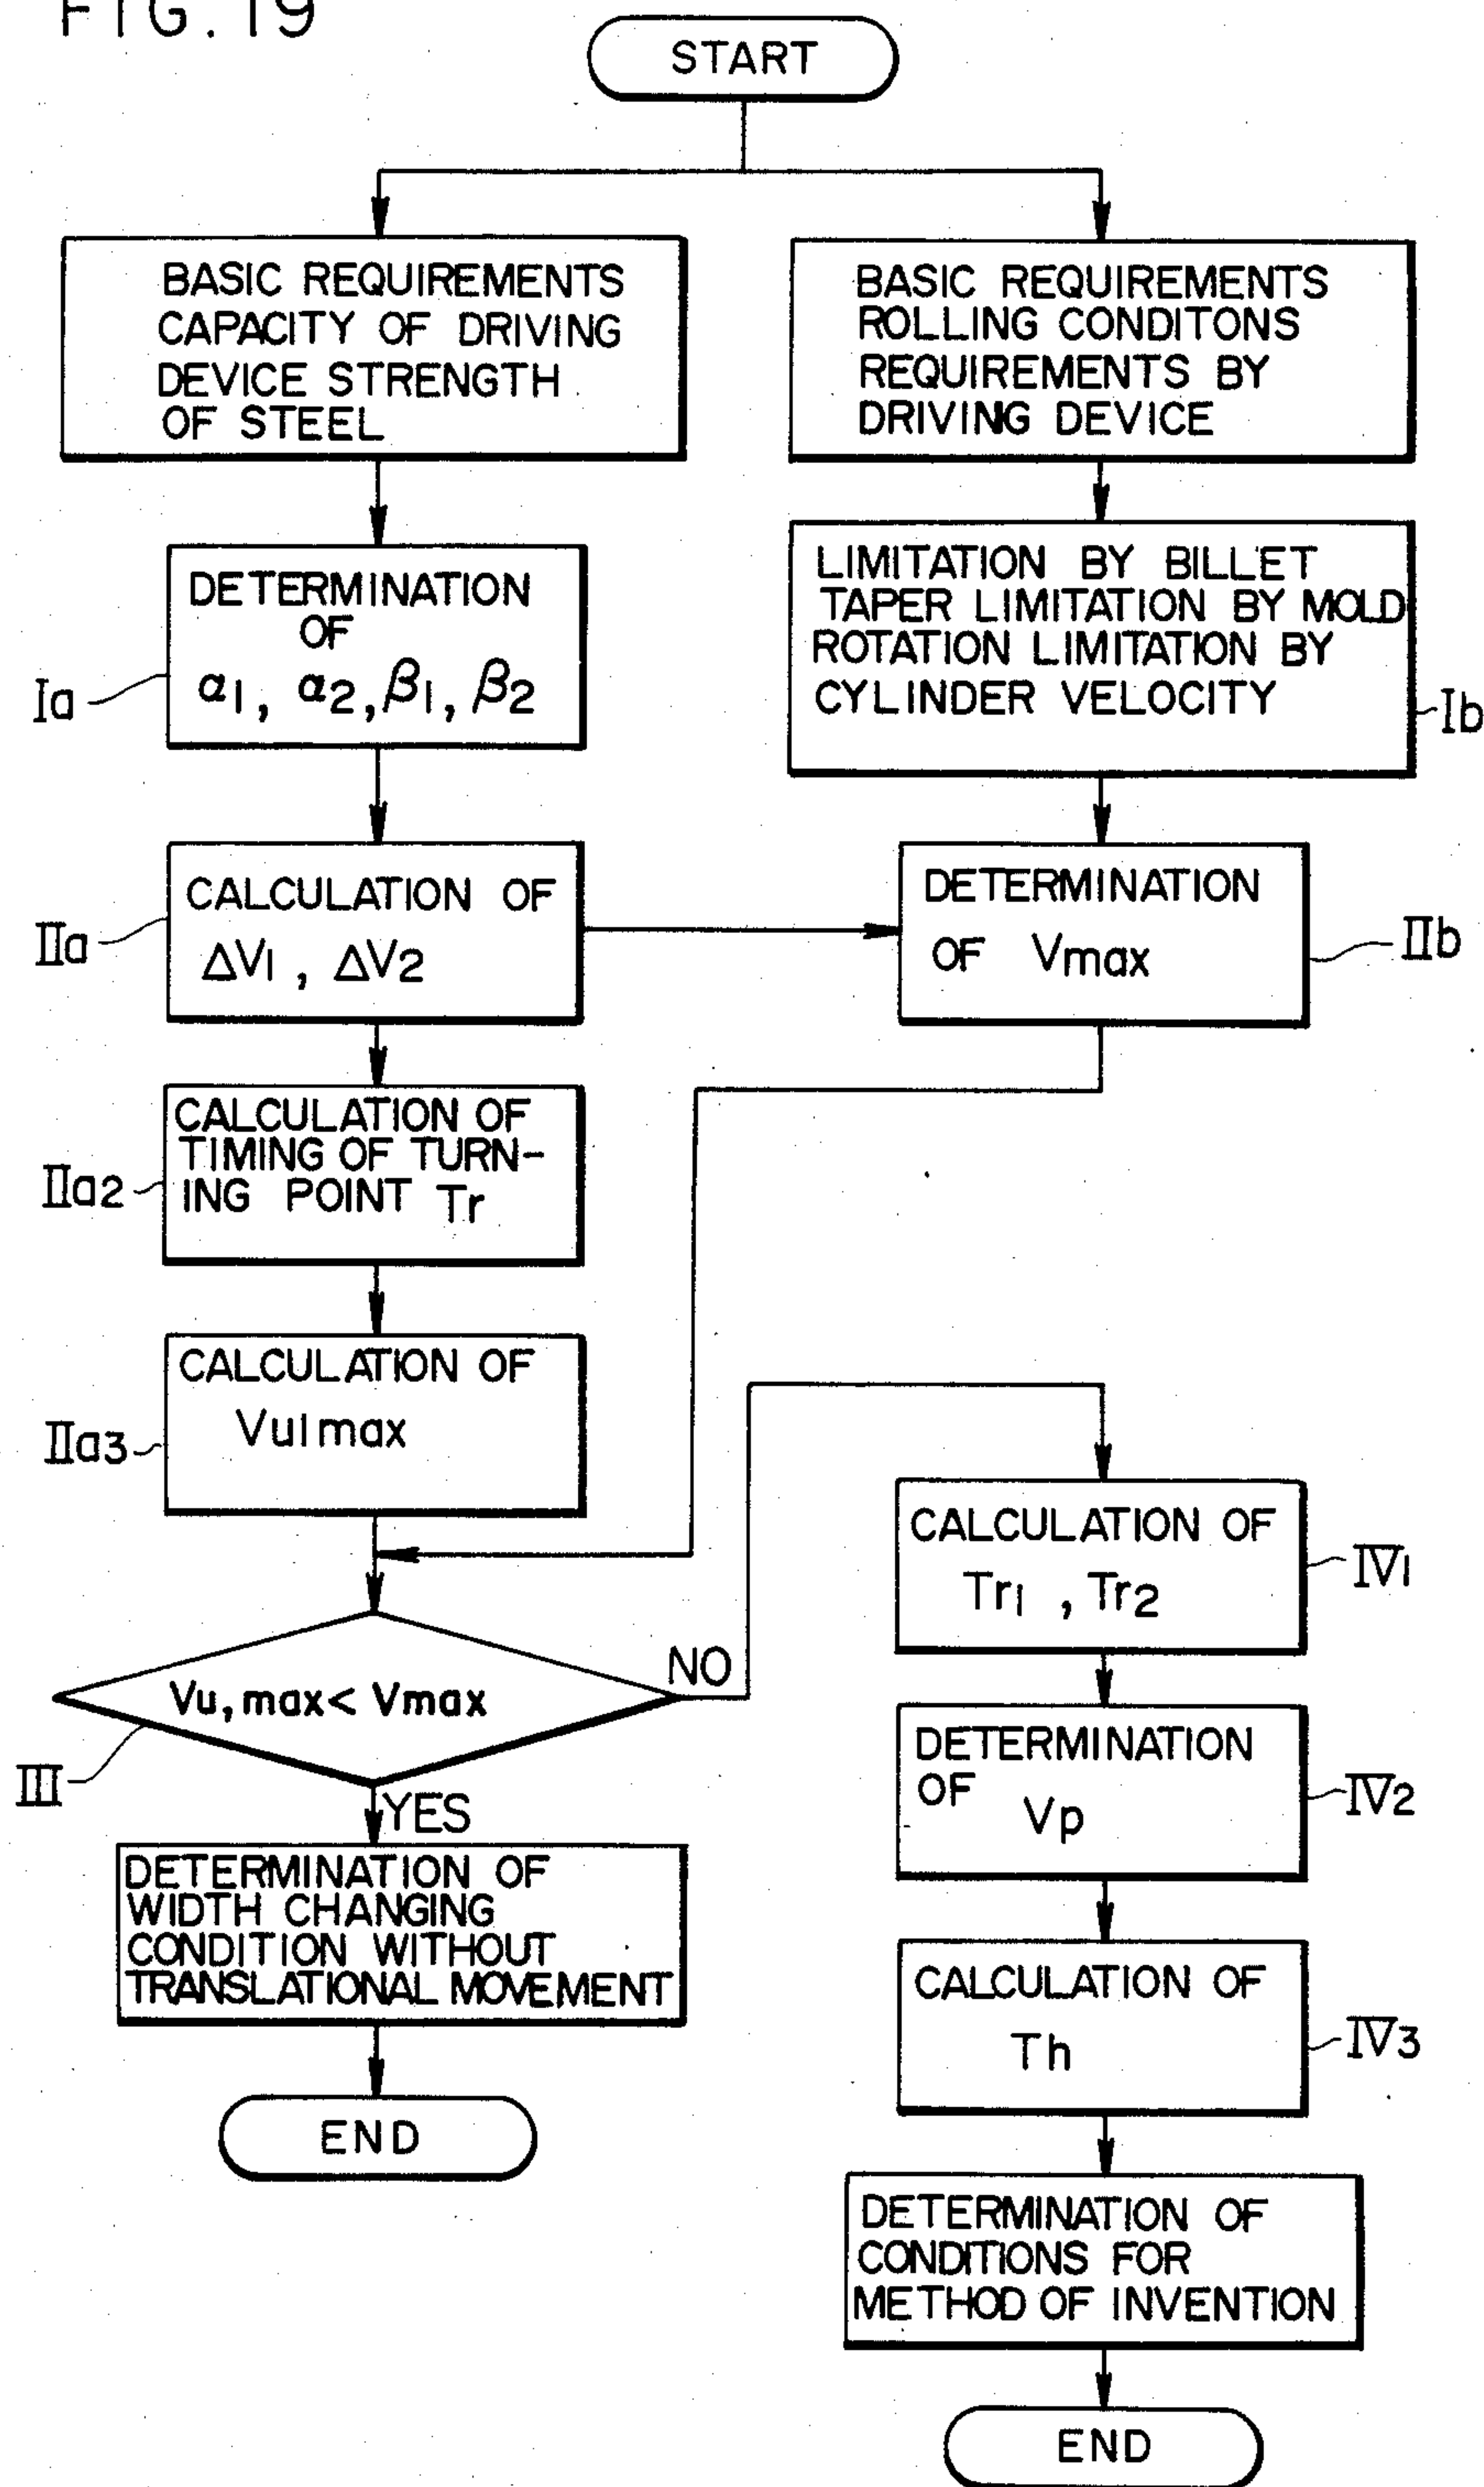 FIG. 19
START
BASIC REQUIREMENTS
CAPACITY OF DRIVING
DEVICE STRENGTH
OF STEEL
BASIC REQUIREMENTS
ROLLING CONDITONS
REQUIREMENTS BY
DRIVING DEVICE
DETERMINATION
OF
α1, α2, β1, β2
Ia
LIMITATION BY BILLET
TAPER LIMITATION BY MOLD
ROTATION LIMITATION BY
CYLINDER VELOCITY
Ib
CALCULATION OF
ΔV1, ΔV2
IIa
DETERMINATION
OF Vmax
IIb
CALCULATION OF
TIMING OF TURN-
ING POINT Tr
IIa2
CALCULATION OF
Vu1max
IIa3
Vu,max< Vmax
III
NO
YES
DETERMINATION OF
WIDTH CHANGING
CONDITION WITHOUT
TRANSLATIONAL MOVEMENT
END
CALCULATION OF
Tr1, Tr2
IV1
DETERMINATION
OF Vp
IV2
CALCULATION OF
Th
IV3
DETERMINATION OF
CONDITIONS FOR
METHOD OF INVENTION
END